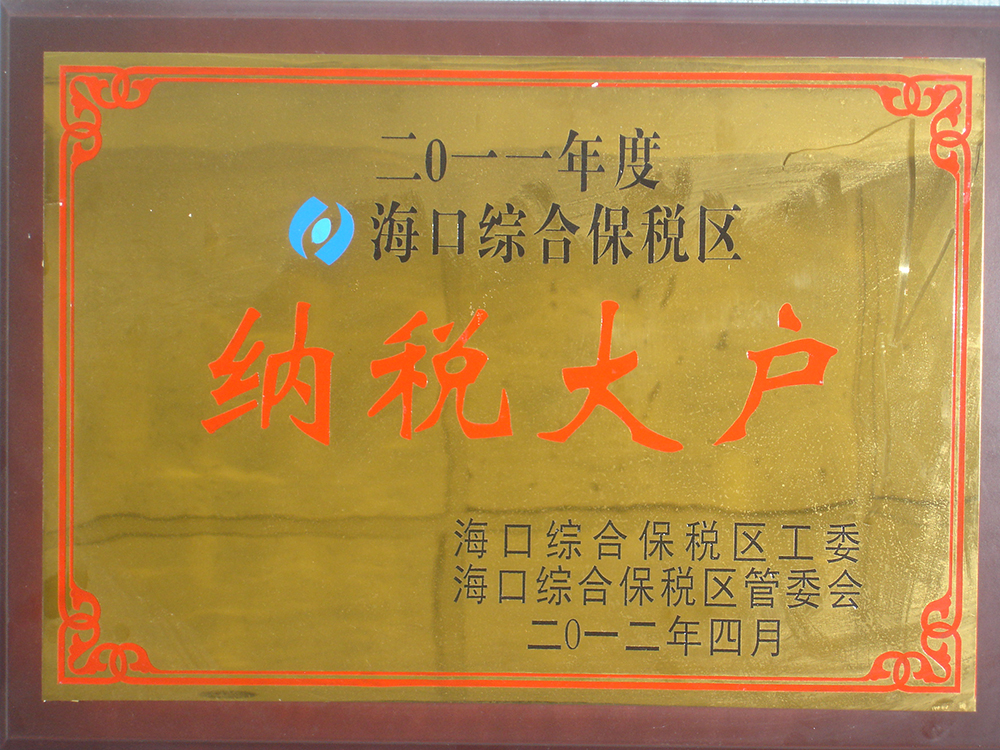 二0一一年度
海口综合保税区
纳税大户
海口综合保税区工委
海口综合保税区管委会
二0一二年四月